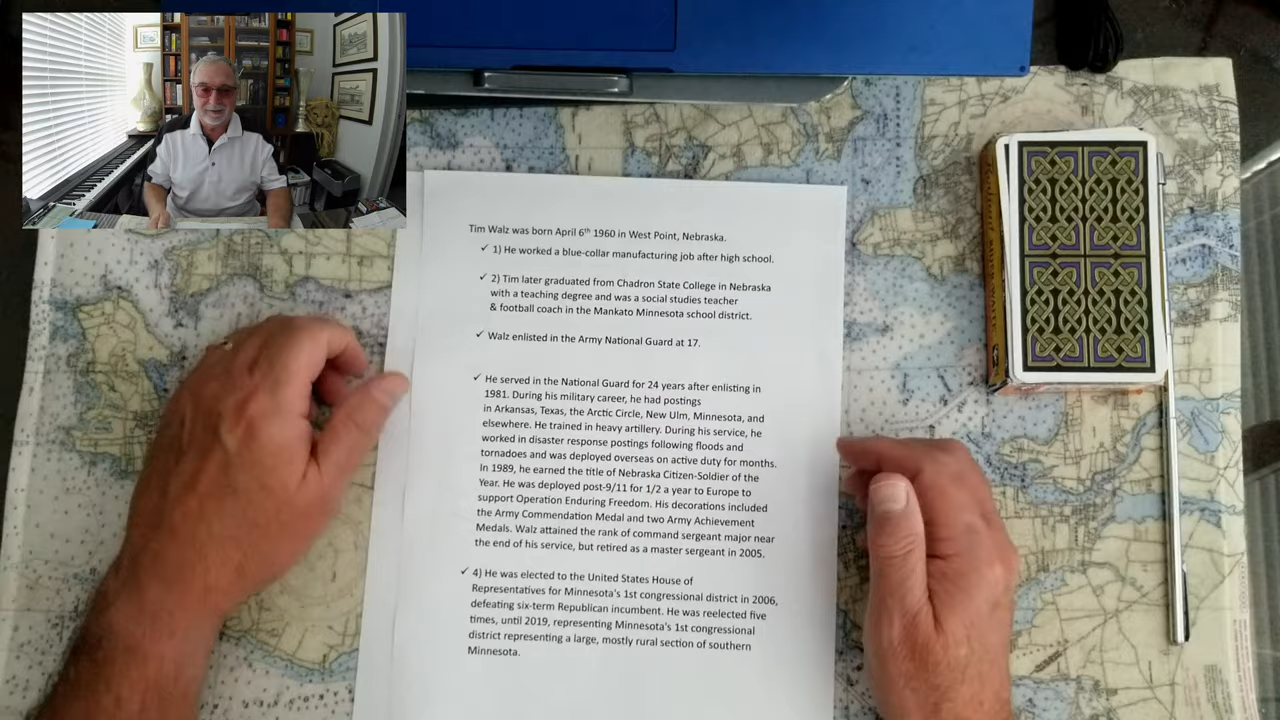 Tim Walz was born April 6th 1960 in West Point, Nebraska.
✓ 1) He worked a blue-collar manufacturing job after high school.
✓ 2) Tim later graduated from Chadron State College in Nebraska
with a teaching degree and was a social studies teacher
& football coach in the Mankato Minnesota school district.
✓ Walz enlisted in the Army National Guard at 17.
✓ He served in the National Guard for 24 years after enlisting in
1981. During his military career, he had postings
in Arkansas, Texas, the Arctic Circle, New Ulm, Minnesota, and
elsewhere. He trained in heavy artillery. During his service, he
worked in disaster response postings following floods and
tornadoes and was deployed overseas on active duty for months.
In 1989, he earned the title of Nebraska Citizen-Soldier of the
Year. He was deployed post-9/11 for 1/2 a year to Europe to
support Operation Enduring Freedom. His decorations included
the Army Commendation Medal and two Army Achievement
Medals. Walz attained the rank of command sergeant major near
the end of his service, but retired as a master sergeant in 2005.
✓ 4) He was elected to the United States House of
Representatives for Minnesota's 1st congressional district in 2006,
defeating six-term Republican incumbent. He was reelected five
times, until 2019, representing Minnesota's 1st congressional
district representing a large, mostly rural section of southern
Minnesota.